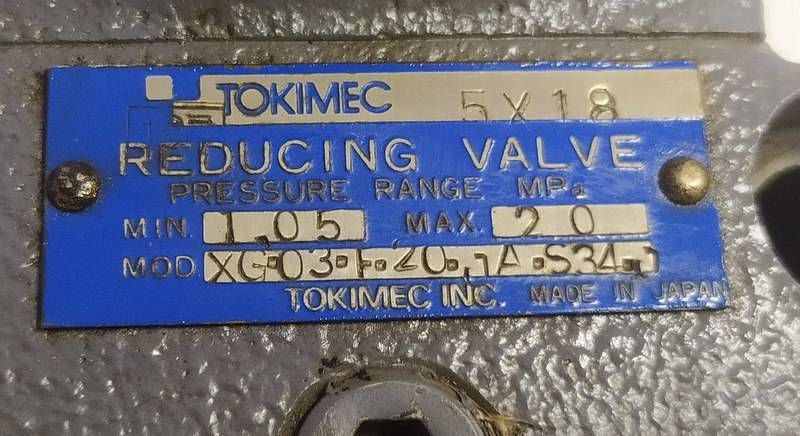 TOKIMEC 5X18
REDUCING VALVE
PRESSURE RANGE MPa
MIN. 1.05 MAX. 20
MOD. XG-03-F-20-1A-S34-J
TOKIMEC INC. MADE IN JAPAN